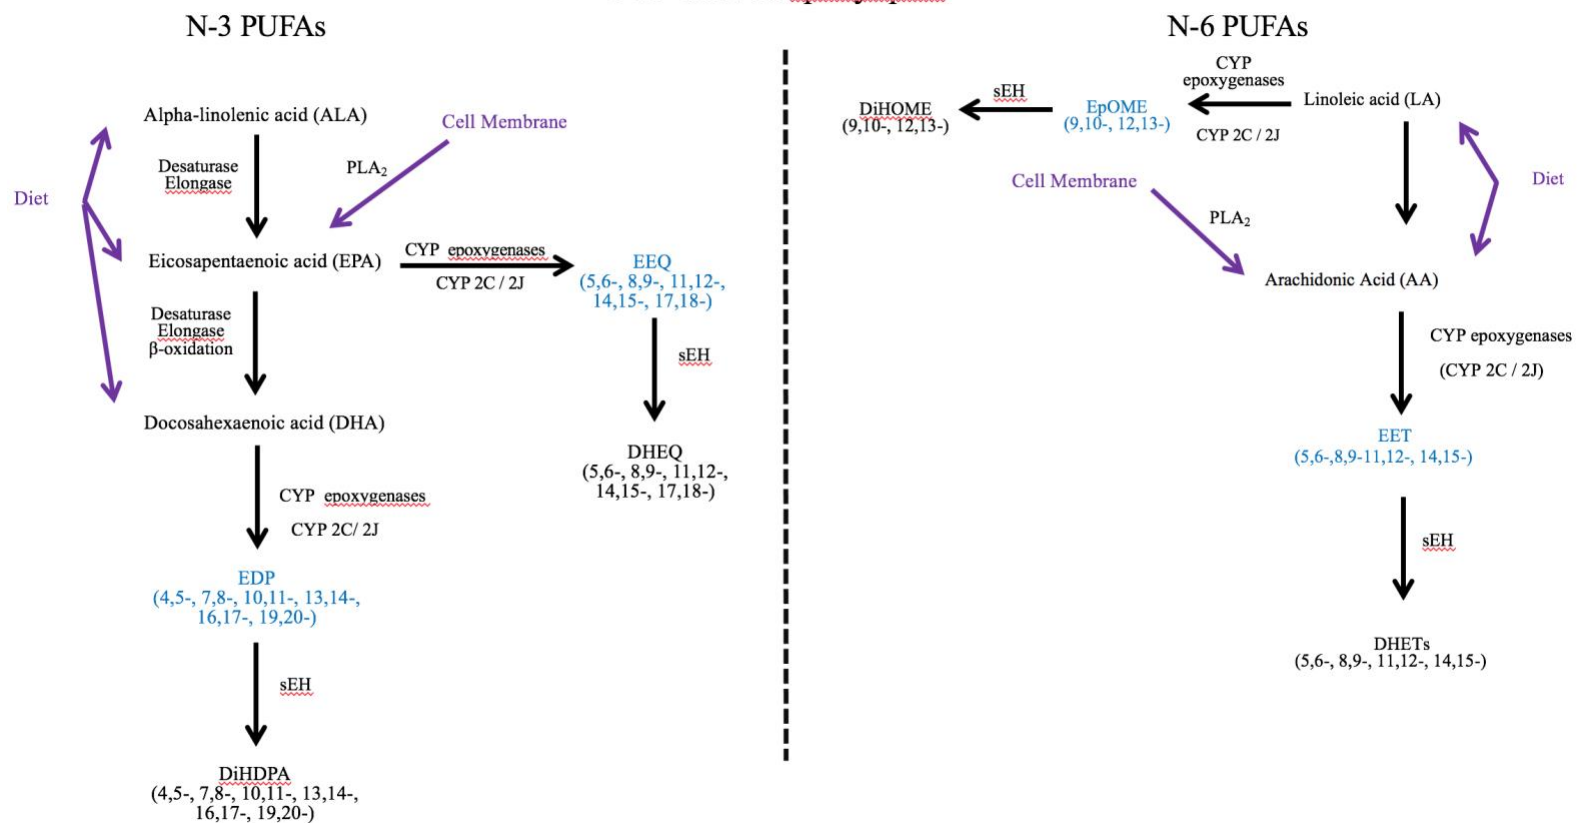 N-3 PUFAs
Alpha-linolenic acid (ALA)
Cell Membrane
Desaturase
Elongase
PLA₂
Diet
Eicosapentaenoic acid (EPA)
CYP epoxygenases
CYP 2C / 2J
EEQ
(5,6-, 8,9-, 11,12-,
14,15-, 17,18-)
Desaturase
Elongase
β-oxidation
sEH
Docosahexaenoic acid (DHA)
DHEQ
(5,6-, 8,9-, 11,12-,
14,15-, 17,18-)
CYP epoxygenases
CYP 2C/ 2J
EDP
(4,5-, 7,8-, 10,11-, 13,14-,
16,17-, 19,20-)
sEH
DiHDPA
(4,5-, 7,8-, 10,11-, 13,14-,
16,17-, 19,20-)
N-6 PUFAs
CYP
epoxygenases
Linoleic acid (LA)
sEH
EpOME
(9,10-, 12,13-)
DiHOME
(9,10-, 12,13-)
CYP 2C / 2J
Cell Membrane
Diet
PLA₂
Arachidonic Acid (AA)
CYP epoxygenases
(CYP 2C / 2J)
EET
(5,6-,8,9-11,12-, 14,15-)
sEH
DHETs
(5,6-, 8,9-, 11,12-, 14,15-)